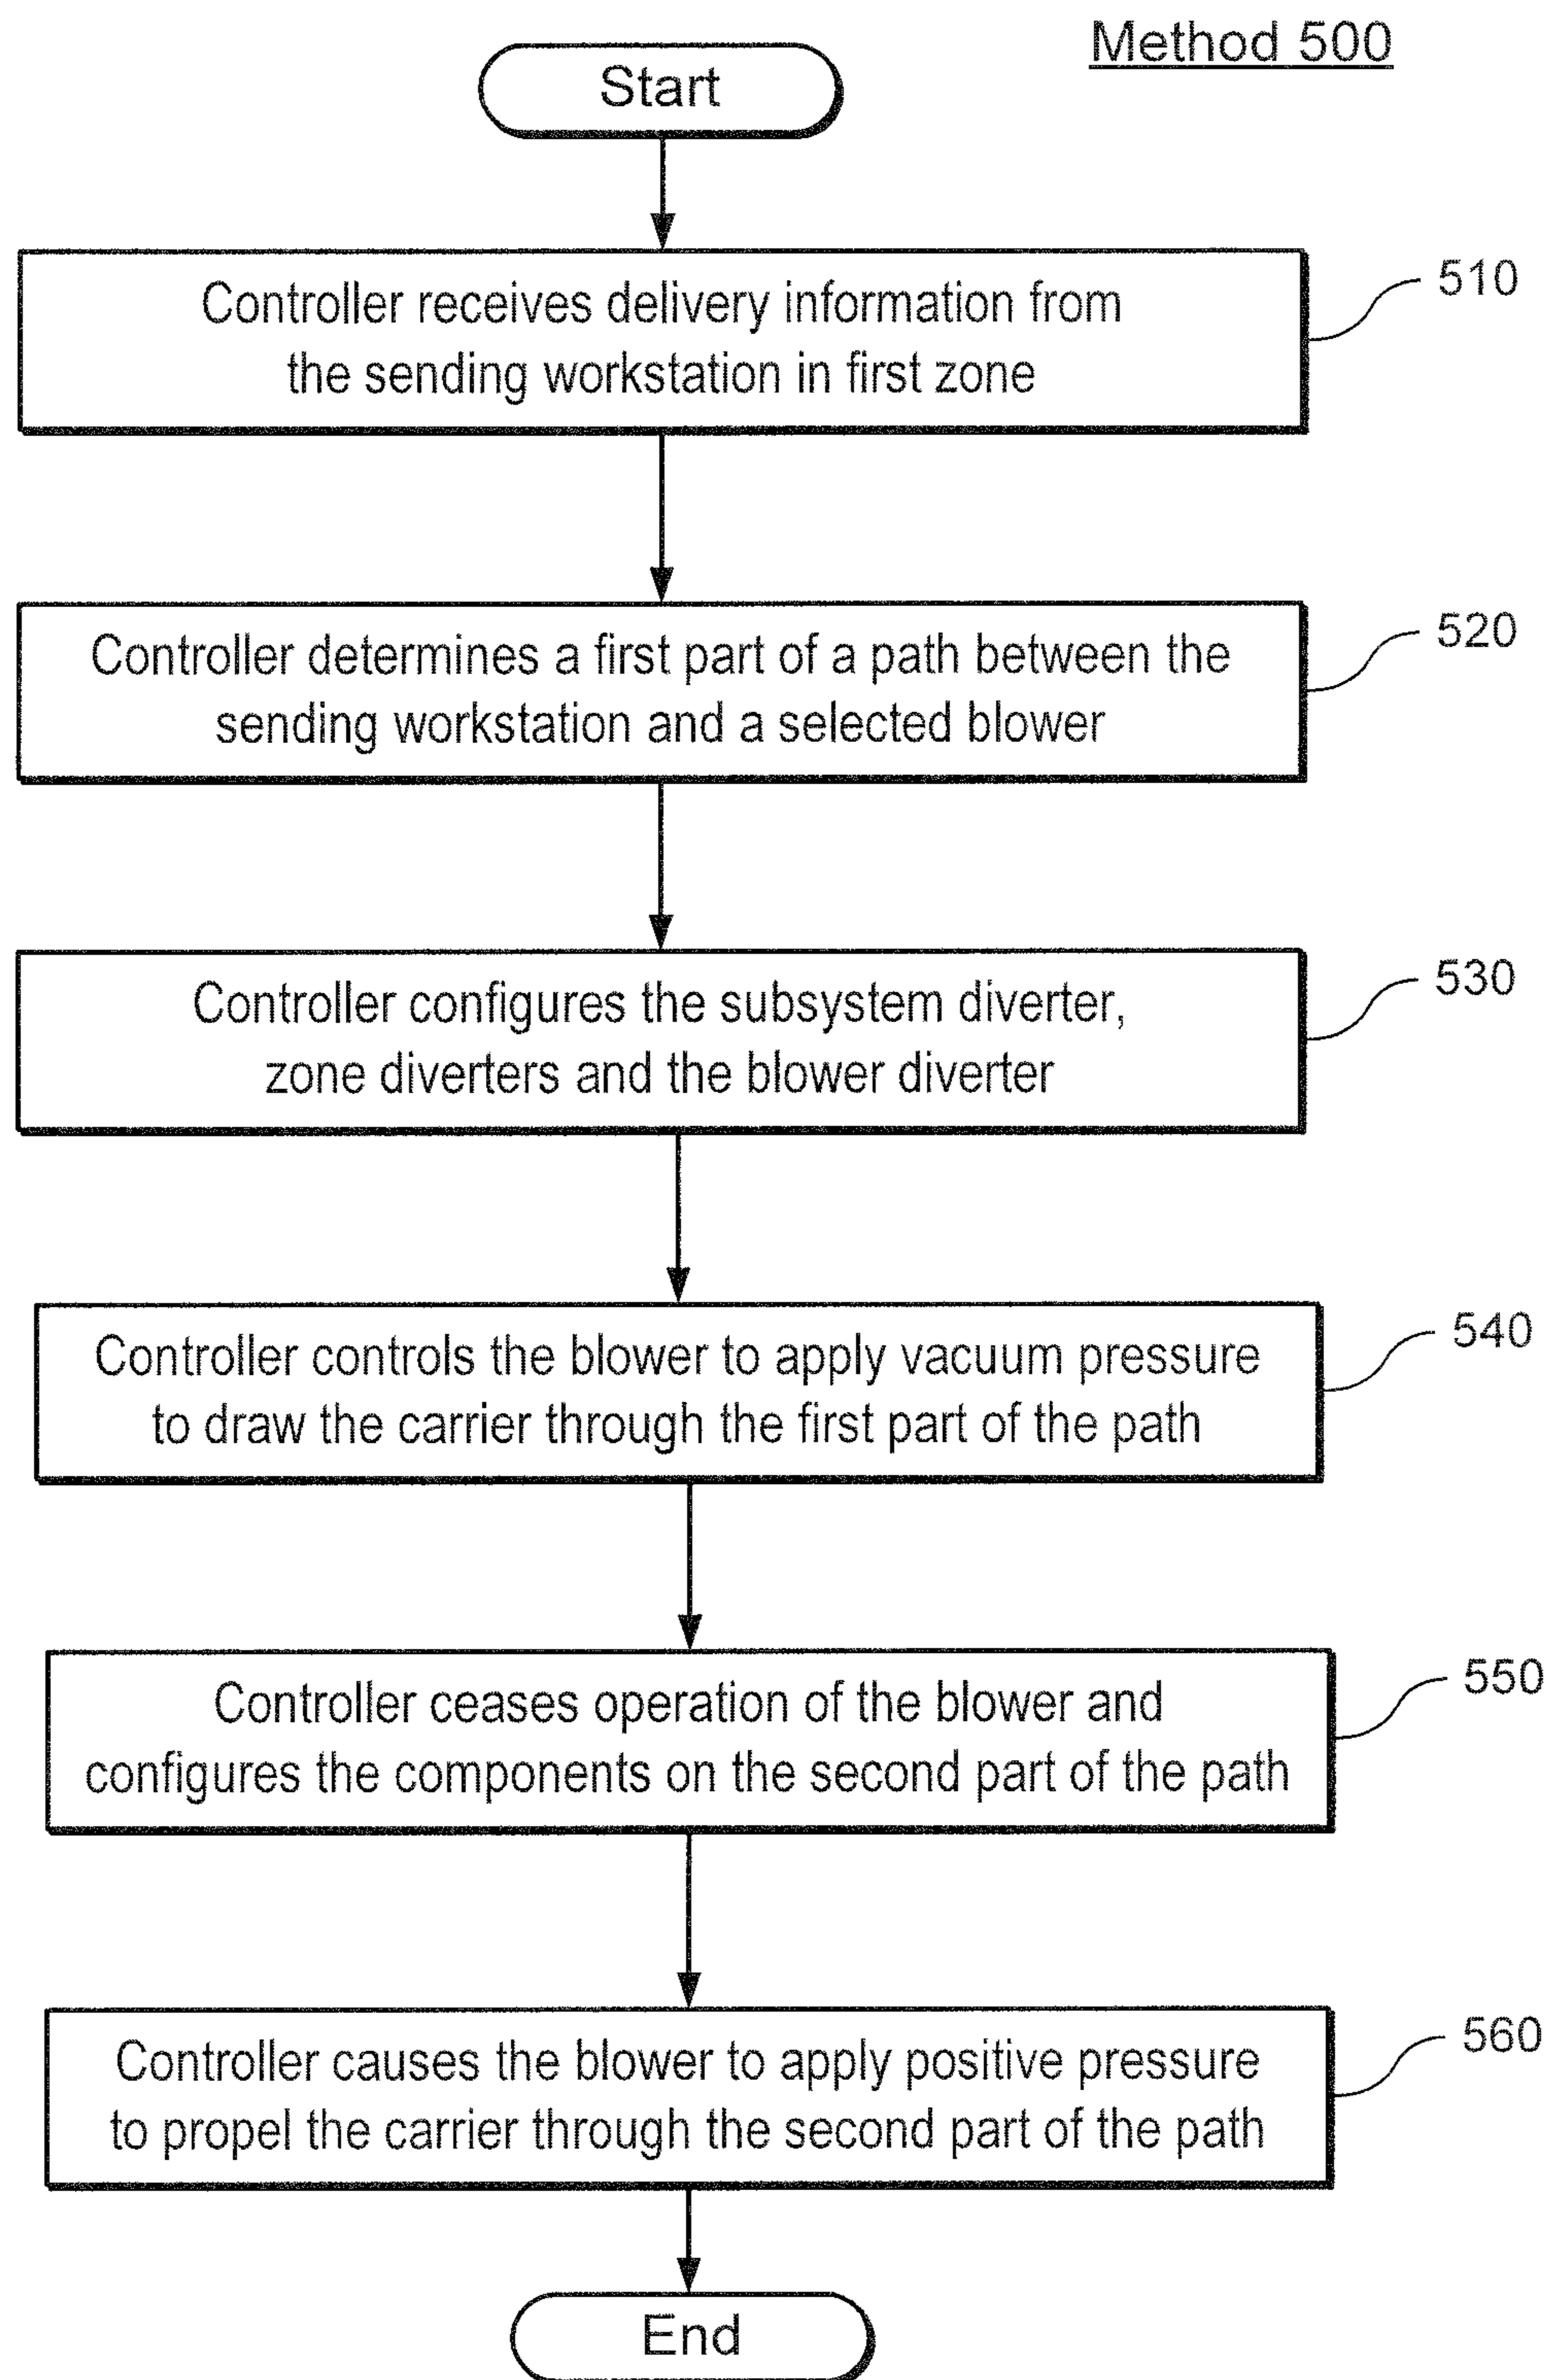 Method 500
Start
Controller receives delivery information from
the sending workstation in first zone
510
Controller determines a first part of a path between the
sending workstation and a selected blower
520
Controller configures the subsystem diverter,
zone diverters and the blower diverter
530
Controller controls the blower to apply vacuum pressure
to draw the carrier through the first part of the path
540
Controller ceases operation of the blower and
configures the components on the second part of the path
550
Controller causes the blower to apply positive pressure
to propel the carrier through the second part of the path
560
End